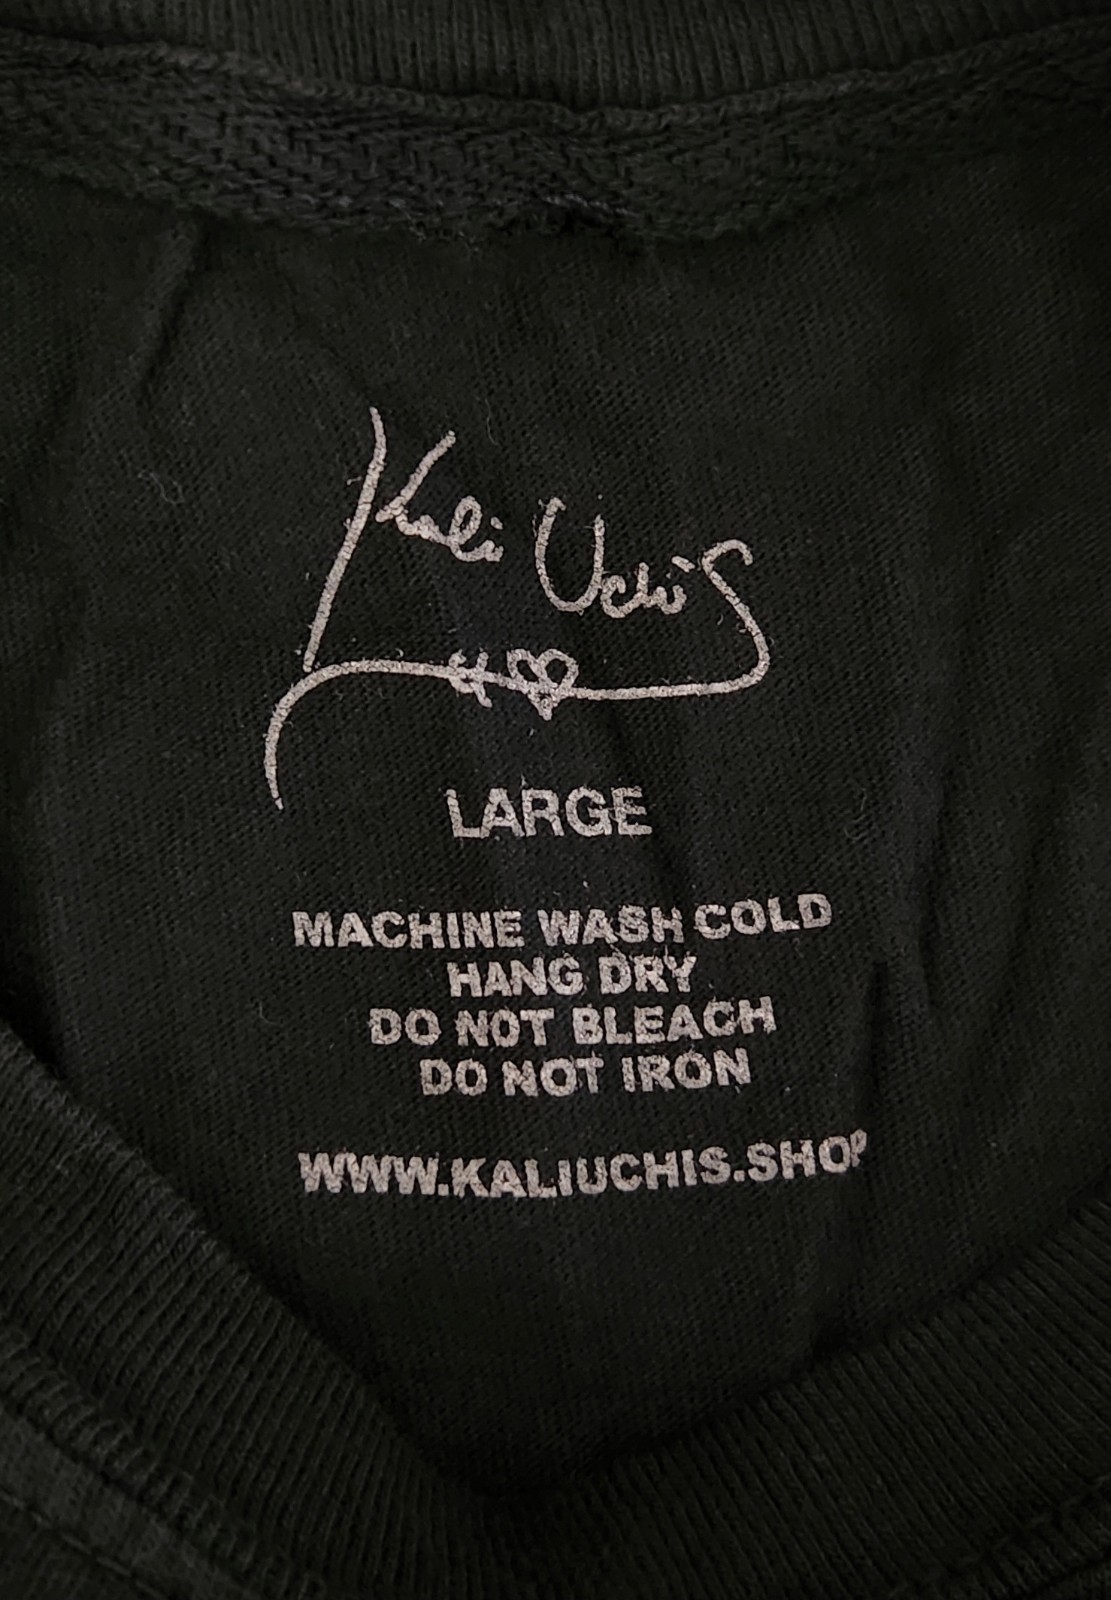 Kali Uchis
LARGE
MACHINE WASH COLD
HANG DRY
DO NOT BLEACH
DO NOT IRON
WWW.KALIUCHIS.SHOP